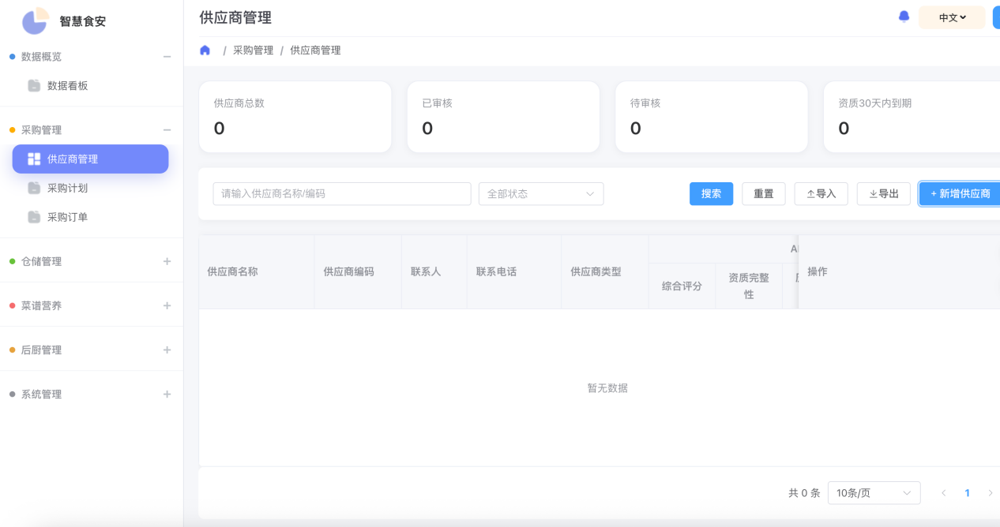 智慧食安
数据概览
数据看板
采购管理
供应商管理
采购计划
采购订单
仓储管理
菜谱营养
后厨管理
系统管理
供应商管理
中文
/ 采购管理 / 供应商管理
供应商总数
0
已审核
0
待审核
0
资质30天内到期
0
请输入供应商名称/编码
全部状态
搜索
重置
导入
导出
+ 新增供应商
供应商名称
供应商编码
联系人
联系电话
供应商类型
综合评分
资质完整
性
操作
暂无数据
共 0 条
10条/页
1